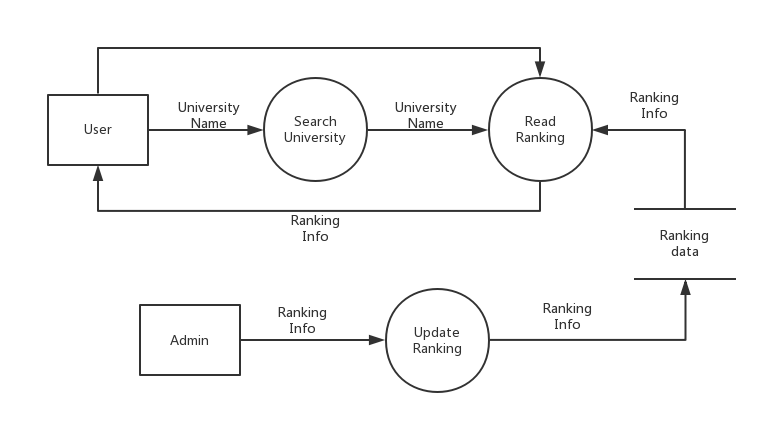 University
Name
University
Name
Ranking
Info
User
Search
University
Read
Ranking
Ranking
Info
Ranking
data
Ranking
Info
Ranking
Info
Admin
Update
Ranking